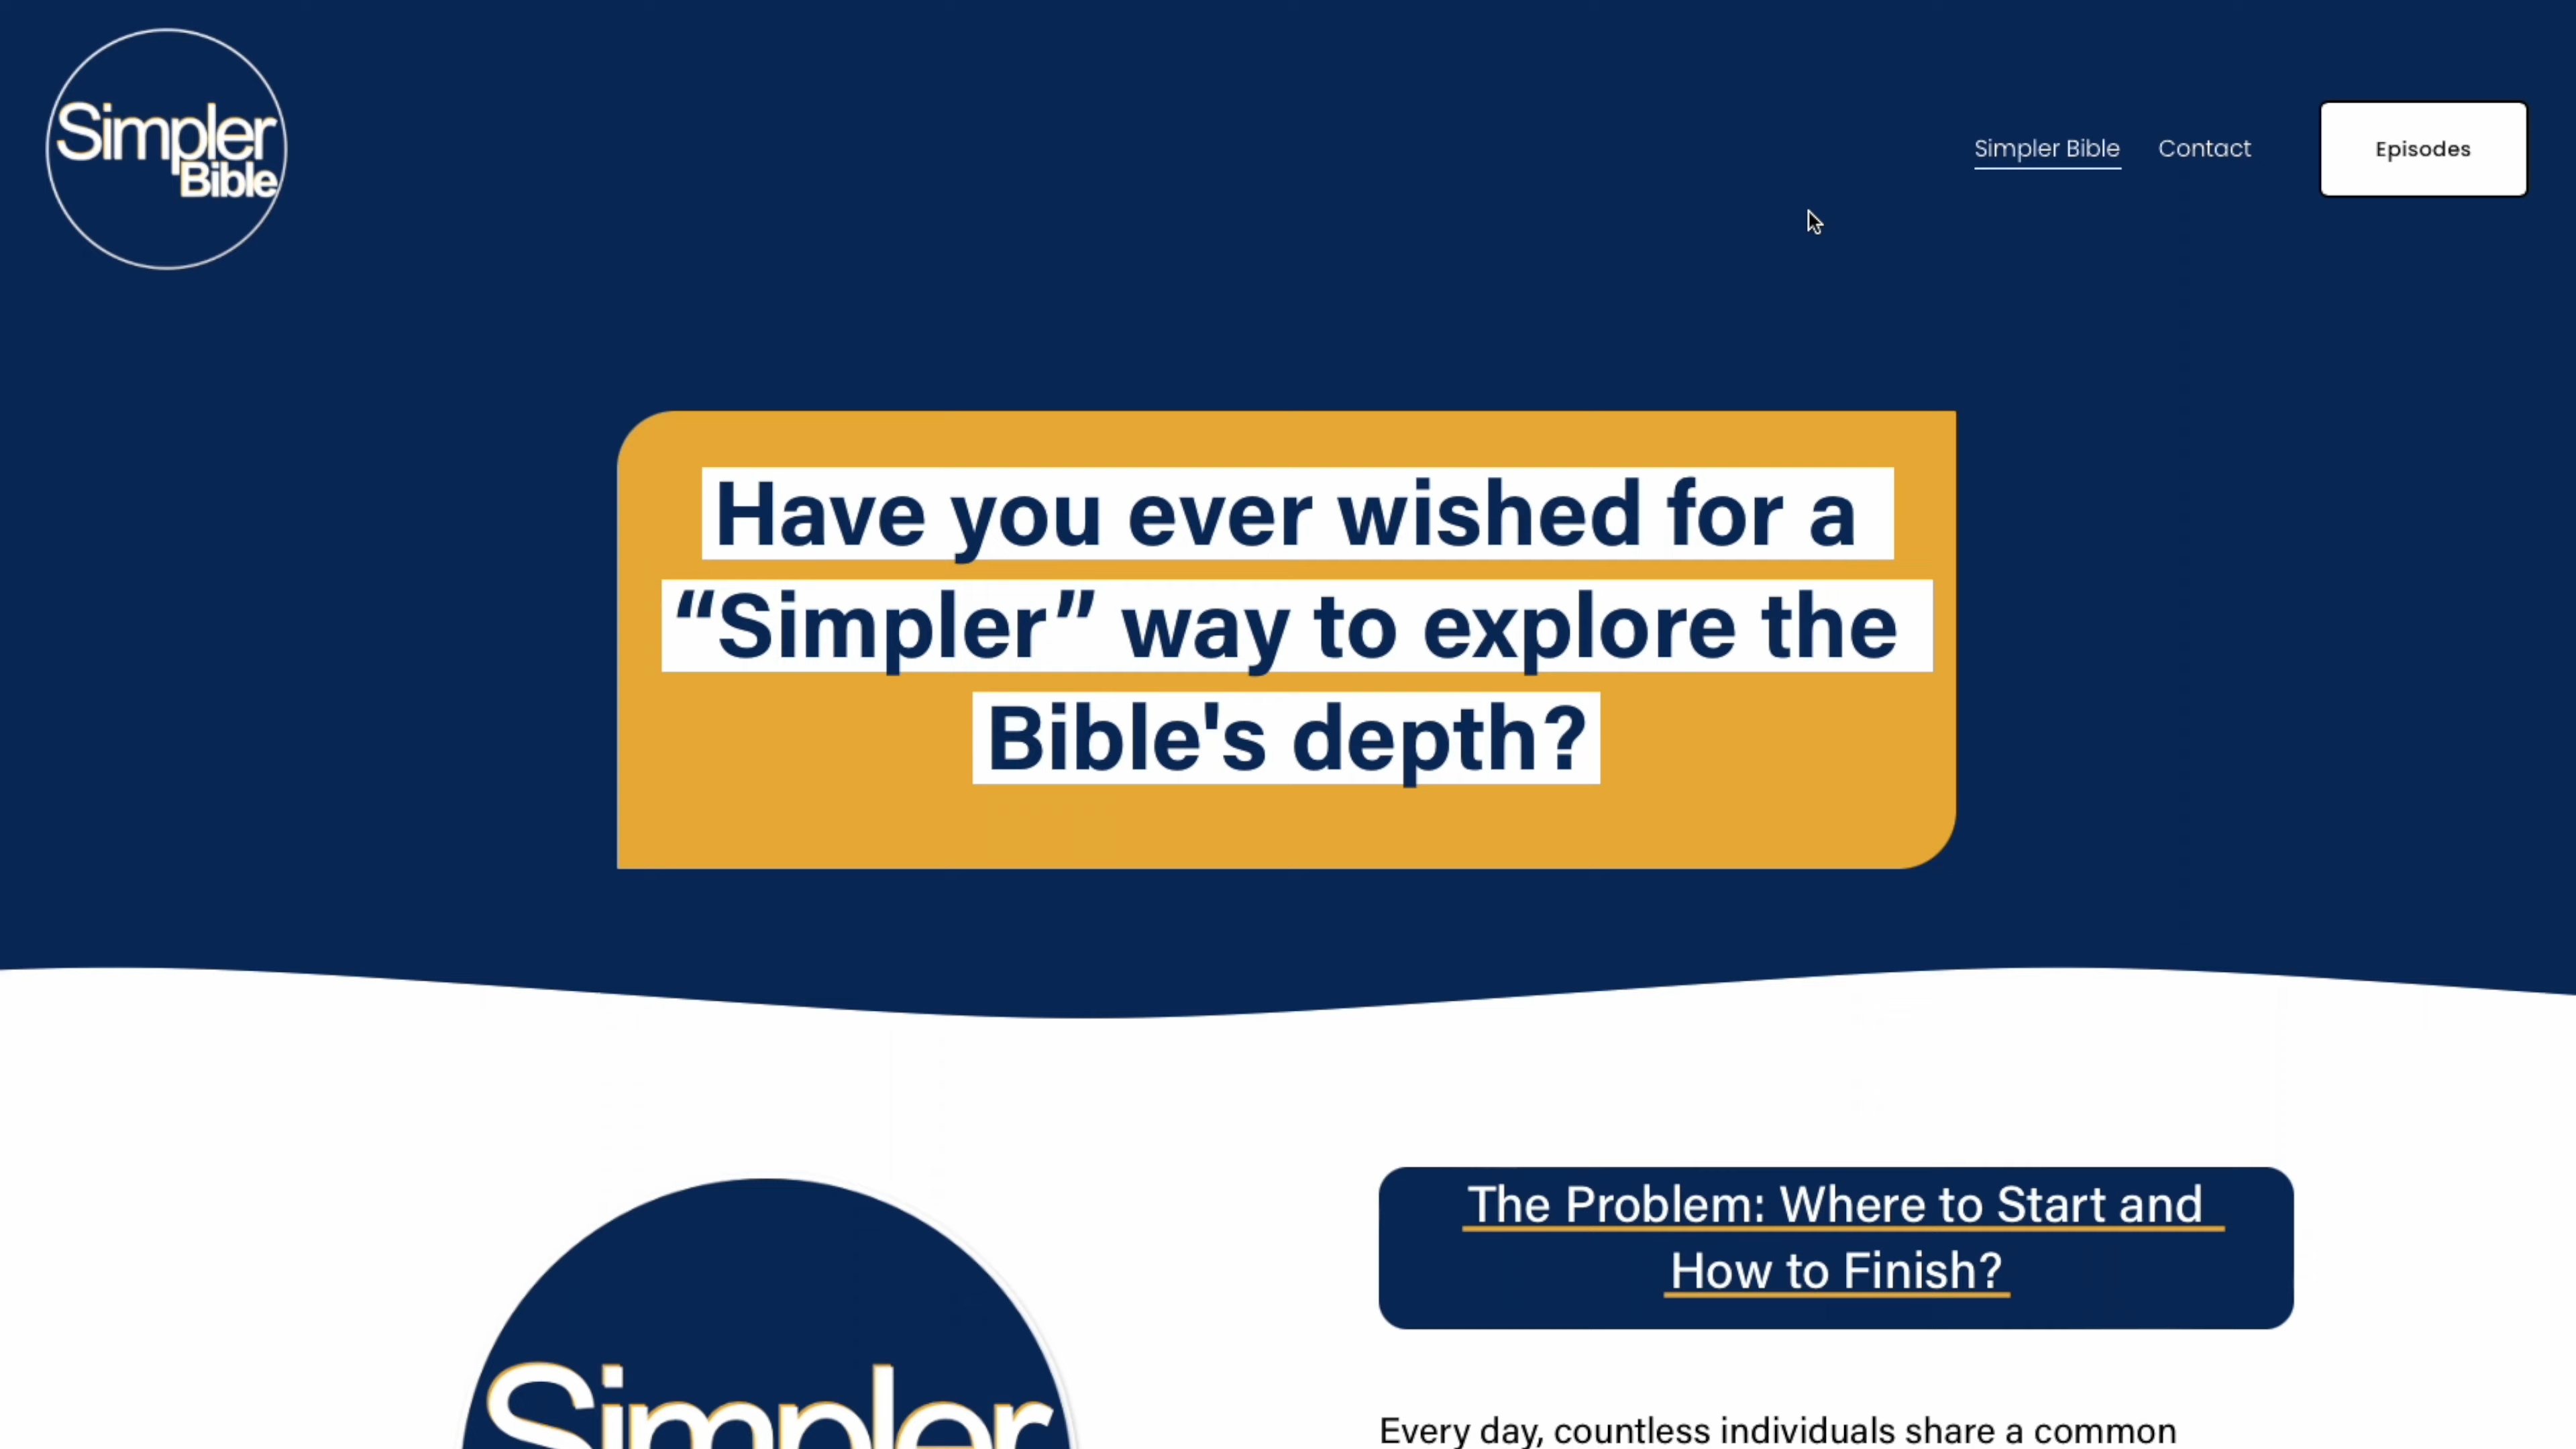 Simpler
Bible
Simpler Bible
Contact
Episodes
Have you ever wished for a
“Simpler” way to explore the
Bible's depth?
The Problem: Where to Start and
How to Finish?
Simpler
Every day, countless individuals share a common